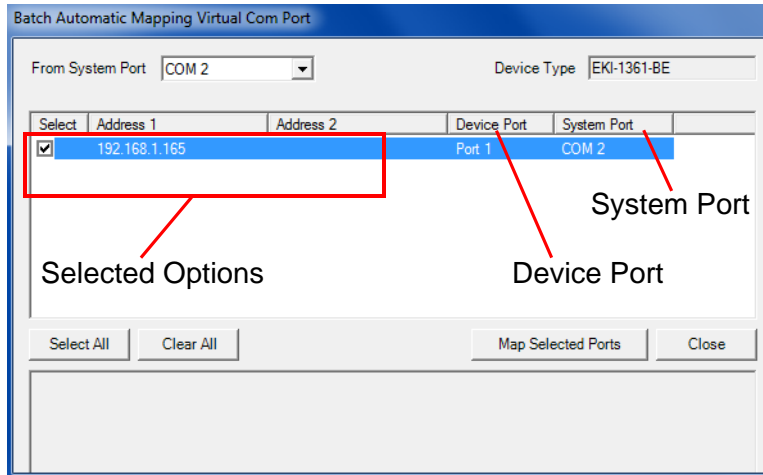 Batch Automatic Mapping Virtual Com Port
From System Port COM 2 Device Type EKI-1361-BE
Select Address 1 Address 2 Device Port System Port
192.168.1.165 Port 1 COM 2
System Port
Selected Options Device Port
Select All Clear All Map Selected Ports Close